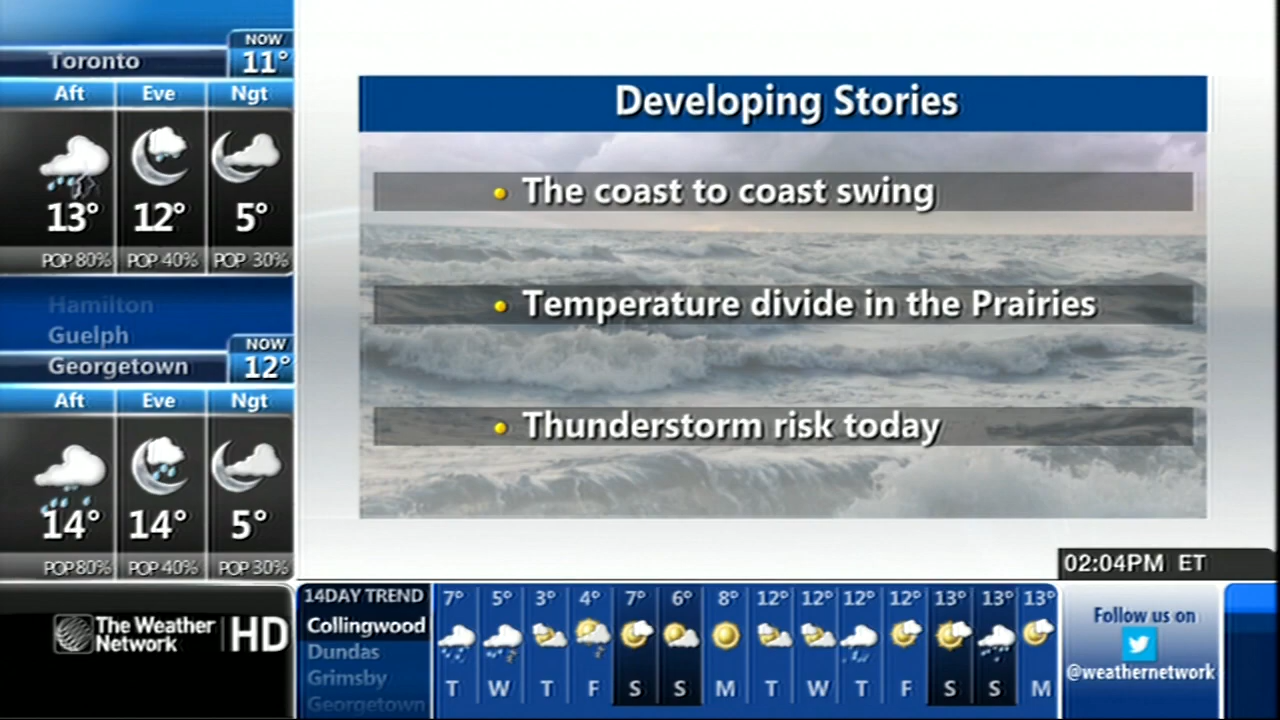 Toronto
NOW
11°
Aft Eve Ngt
13° 12° 5°
POP 80% POP 40% POP 30%
Hamilton
Guelph
Georgetown
NOW
12°
Aft Eve Ngt
14° 14° 5°
POP 80% POP 40% POP 30%
The Weather
Network
HD
Developing Stories
• The coast to coast swing
• Temperature divide in the Prairies
• Thunderstorm risk today
02:04PM ET
14DAY TREND
Collingwood
Dundas
Grimsby
Georgetown
7° 5° 3° 4° 7° 6° 8° 12° 12° 12° 12° 13° 13° 13°
T W T F S S M T W T F S S M
Follow us on
@weathernetwork